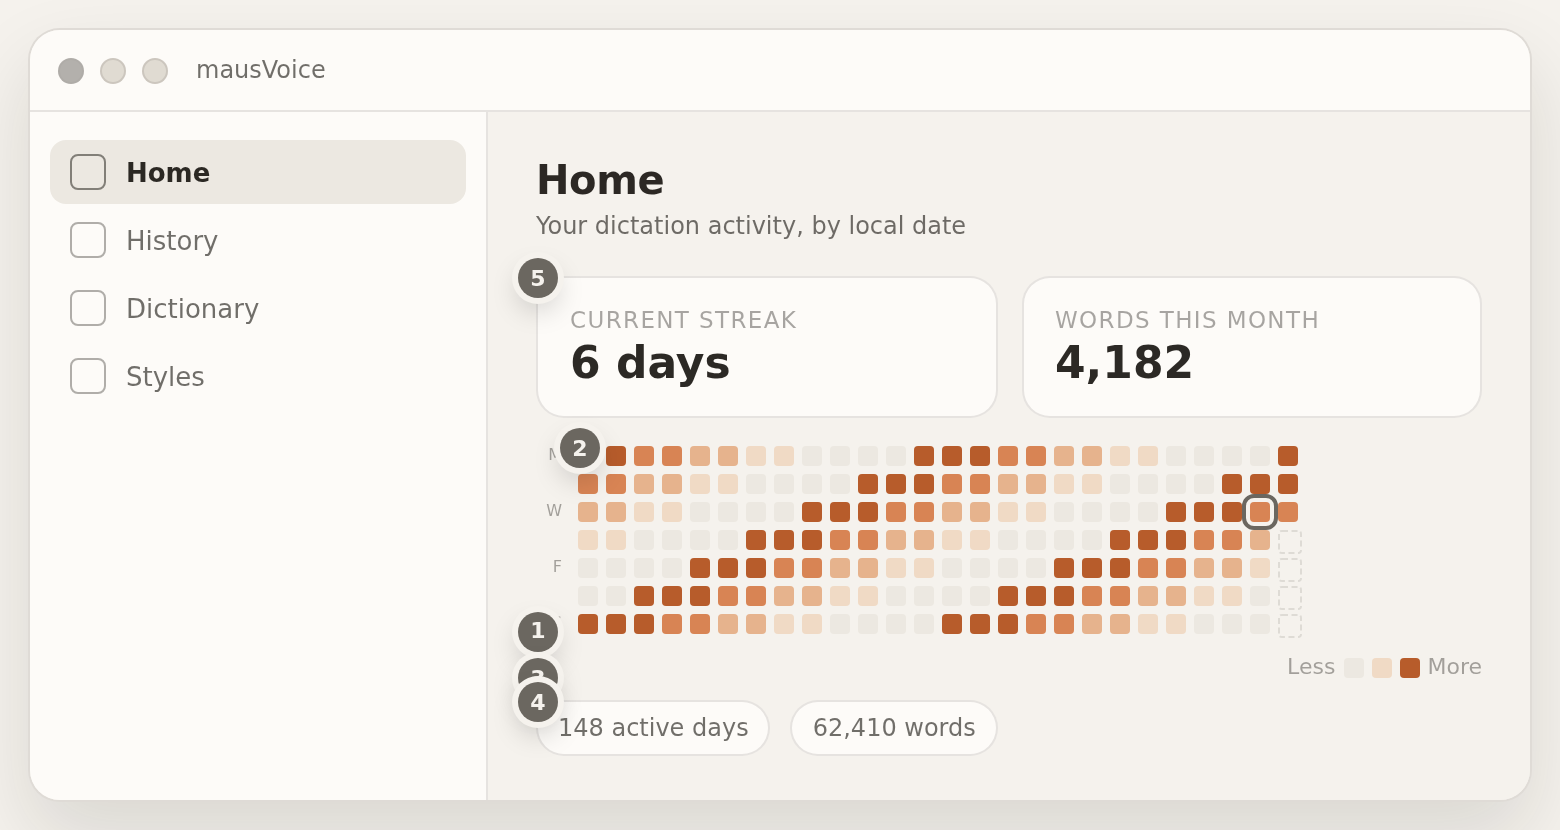 mausVoice
Home
History
Dictionary
Styles
Home
Your dictation activity, by local date
5
CURRENT STREAK
6 days
WORDS THIS MONTH
4,182
2
W
F
1
4
Less
More
148 active days
62,410 words